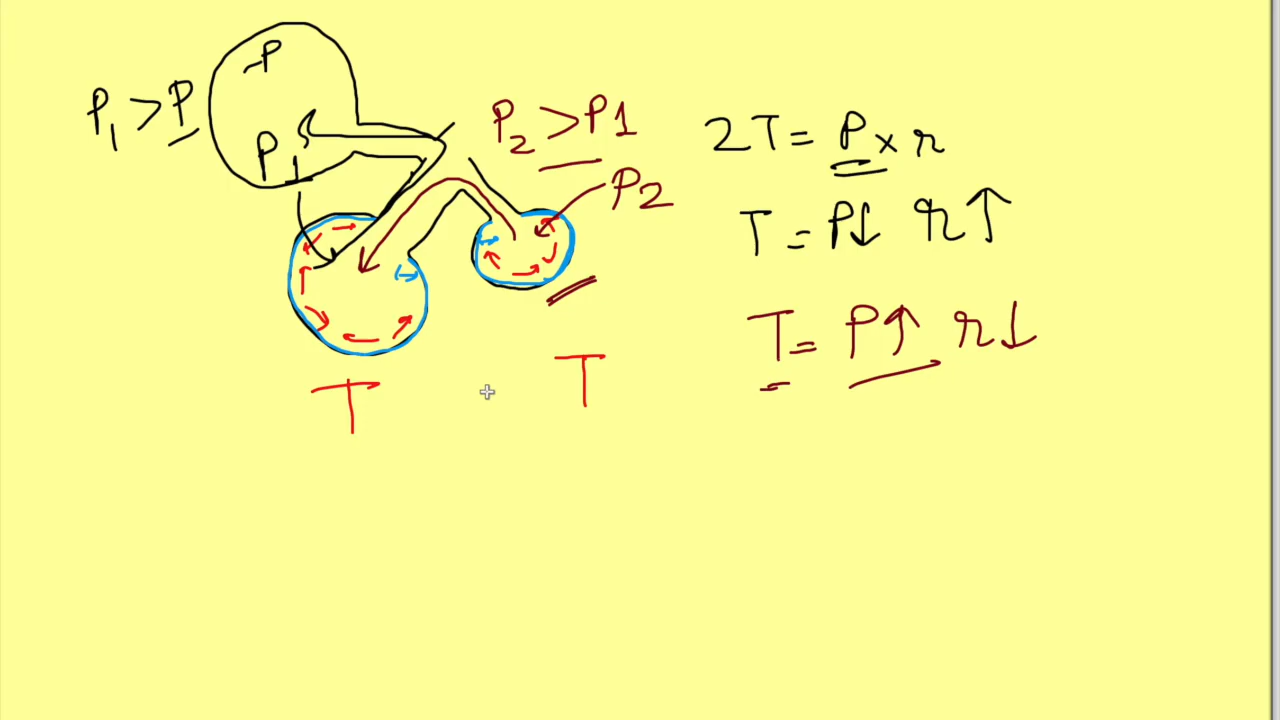 P
P1 > P
P1
P2 > P1
P2
2T = P x r
T = P↓ r↑
T = P↑ r↓
T
T